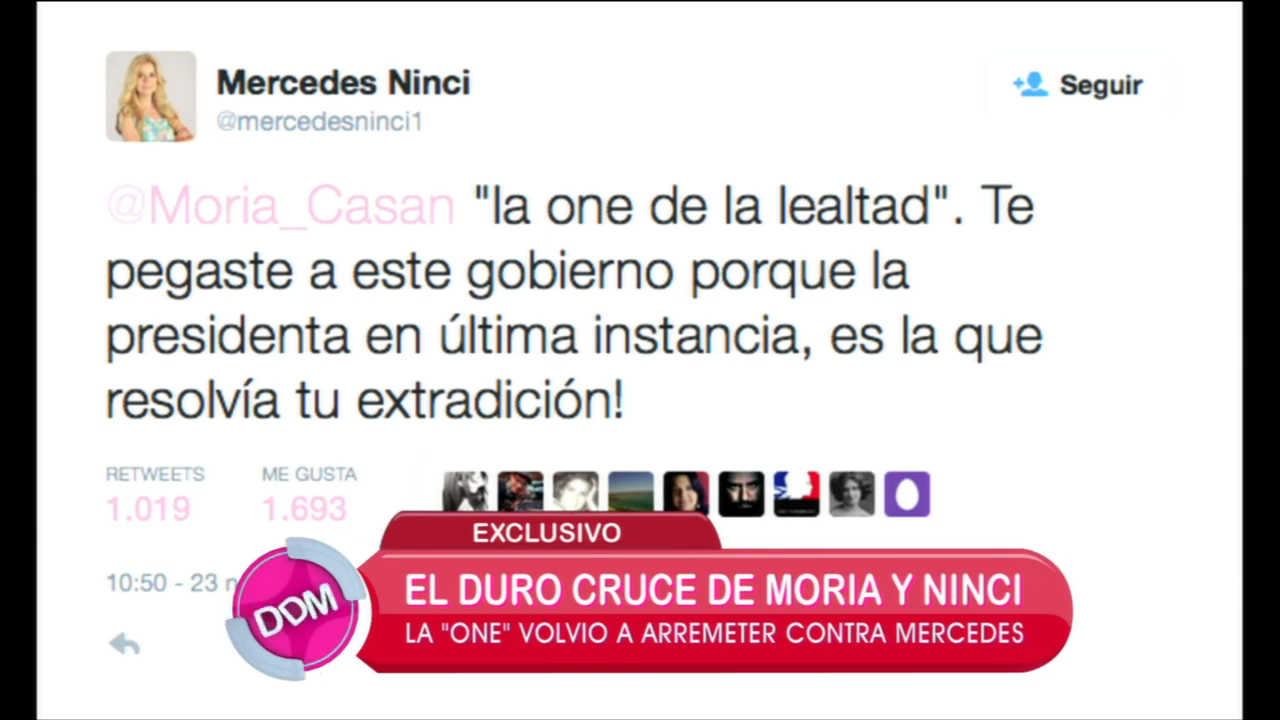 Mercedes Ninci
@mercedesninci1
Seguir
@Moria_Casan "la one de la lealtad". Te
pegaste a este gobierno porque la
presidenta en última instancia, es la que
resolvía tu extradición!
RETWEETS
ME GUSTA
1.019
1.693
10:50 - 23
EXCLUSIVO
DDM
EL DURO CRUCE DE MORIA Y NINCI
LA "ONE" VOLVIO A ARREMETER CONTRA MERCEDES